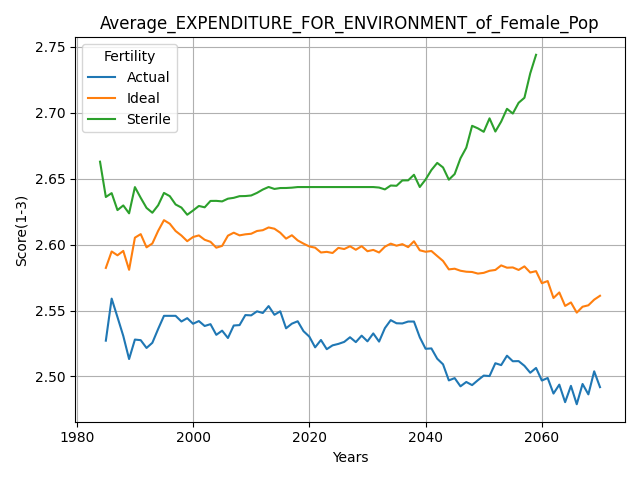 Average_EXPENDITURE_FOR_ENVIRONMENT_of_Female_Pop
2.75
2.70
2.65
2.60
2.55
2.50
Score(1-3)
Fertility
Actual
Ideal
Sterile
1980 2000 2020 2040 2060
Years